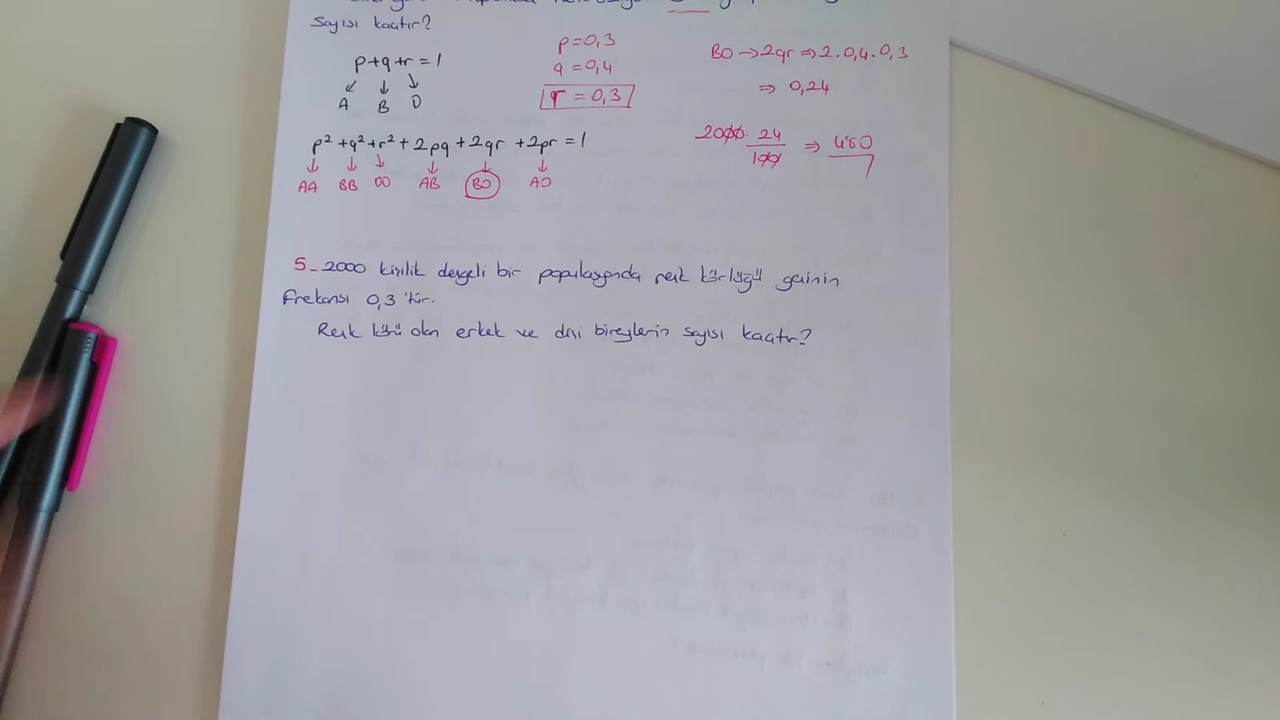 Sayısı kaçtır?
p+q+r=1
A B O
p=0,3
q=0,4
r=0,3
BO→2qr⇒2.0,4.0,3
⇒0,24
p²+q²+r²+2pq+2qr+2pr=1
AA BB OO AB BO AO
2000. 24/100 ⇒ 480
5_ 2000 kişilik dengeli bir populasyonda renk körlüğü geninin
frekansı 0,3'tür.
Renk körü olan erkek ve dişi bireylerin sayısı kaçtır?